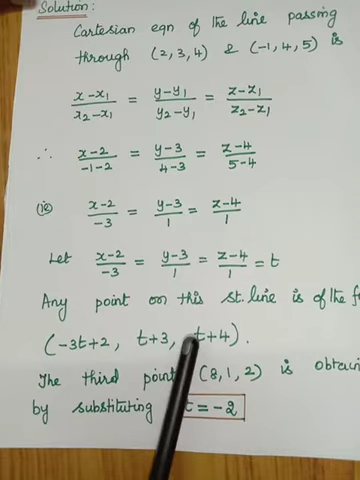 Solution:
Cartesian eqn of the line passing
through (2,3,4) & (-1,4,5) is
x-x₁/x₂-x₁ = y-y₁/y₂-y₁ = z-z₁/z₂-z₁
∴ x-2/-1-2 = y-3/4-3 = z-4/5-4
(ie) x-2/-3 = y-3/1 = z-4/1
Let x-2/-3 = y-3/1 = z-4/1 = t
Any point on this st. line is of the
(-3t+2, t+3, t+4).
The third point (8,1,2) is
by substituting t = -2